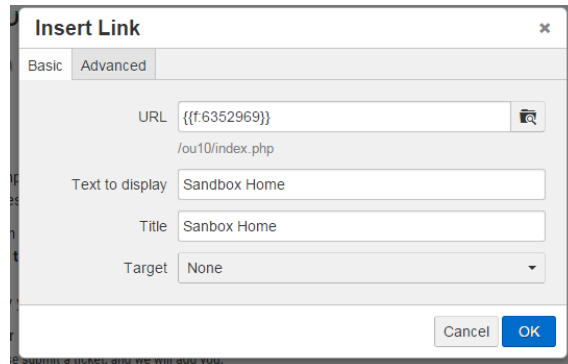 Insert Link ×
Basic Advanced
URL {{f:6352969}}
/ou10/index.php
Text to display Sandbox Home
Title Sanbox Home
Target None
Cancel OK
se submit a ticket, and we will add you.